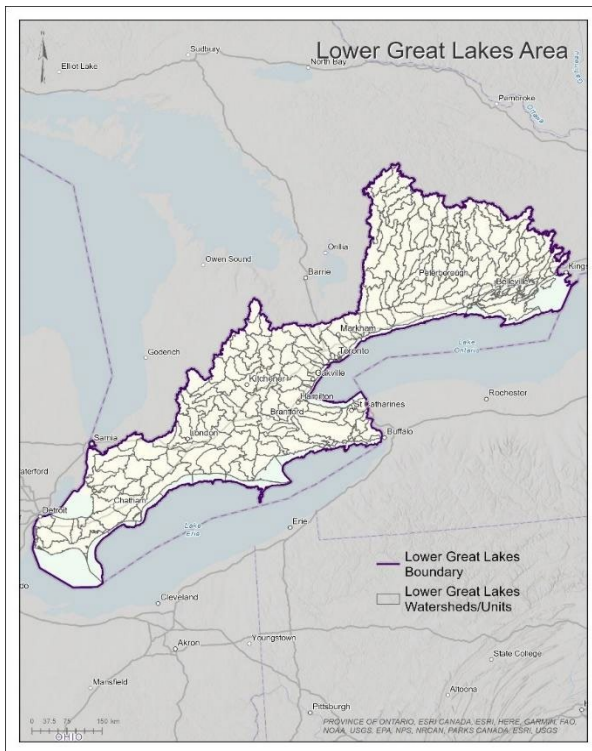 Lower Great Lakes Area
N
Sudbury
Elliot Lake
North Bay
Pembroke
Ottawa
Orillia
Owen Sound
Barrie
Peterborough
Belleville
Kings
Markham
Goderich
Toronto
Lake
Ontario
Kitchener
Oakville
Hamilton
Rochester
Brantford
St Catharines
London
Sarnia
Buffalo
aterford
Chatham
Detroit
Lake
Erie
Erie
do
Cleveland
Lower Great Lakes
Boundary
Lower Great Lakes
Watersheds/Units
Akron
Youngstown
State College
Mansfield
Altoona
Pittsburgh
0 37.5 75 150 km
OHIO
PROVINCE OF ONTARIO, ESRI CANADA, ESRI, HERE, GARMIN, FAO,
NOAA, USGS, EPA, NPS, NRCAN, PARKS CANADA, ESRI, USGS